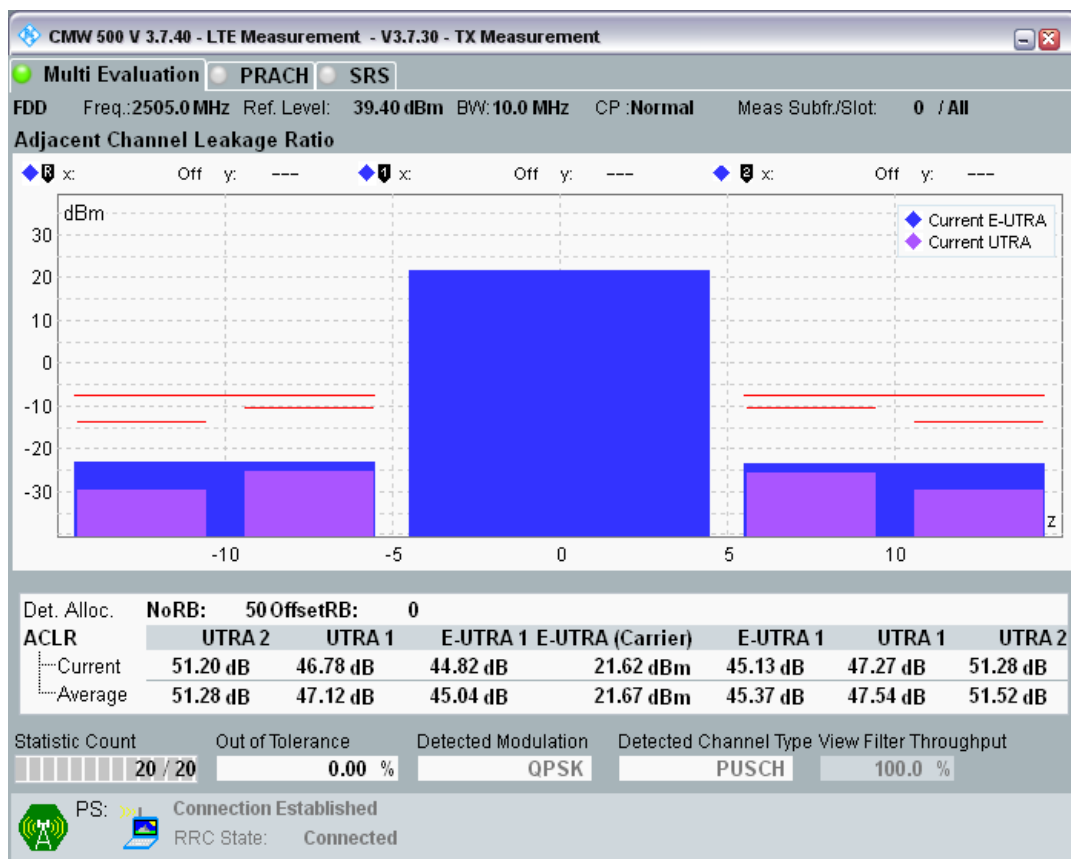 CMW 500 V 3.7.40 - LTE Measurement - V3.7.30 - TX Measurement
Multi Evaluation PRACH SRS
FDD Freq.:2505.0 MHz Ref. Level: 39.40 dBm BW: 10.0 MHz CP :Normal Meas Subfr./Slot: 0 / All
Adjacent Channel Leakage Ratio
R x: Off y: --- 1 x: Off y: --- 2 x: Off y: ---
dBm
Current E-UTRA
Current UTRA
30
20
10
0
-10
-20
-30
z
-10 -5 0 5 10
Det. Alloc. NoRB: 50 OffsetRB: 0
ACLR UTRA 2 UTRA 1 E-UTRA 1 E-UTRA (Carrier) E-UTRA 1 UTRA 1 UTRA 2
Current 51.20 dB 46.78 dB 44.82 dB 21.62 dBm 45.13 dB 47.27 dB 51.28 dB
Average 51.28 dB 47.12 dB 45.04 dB 21.67 dBm 45.37 dB 47.54 dB 51.52 dB
Statistic Count Out of Tolerance Detected Modulation Detected Channel Type View Filter Throughput
20 / 20 0.00 % QPSK PUSCH 100.0 %
PS: Connection Established
RRC State: Connected